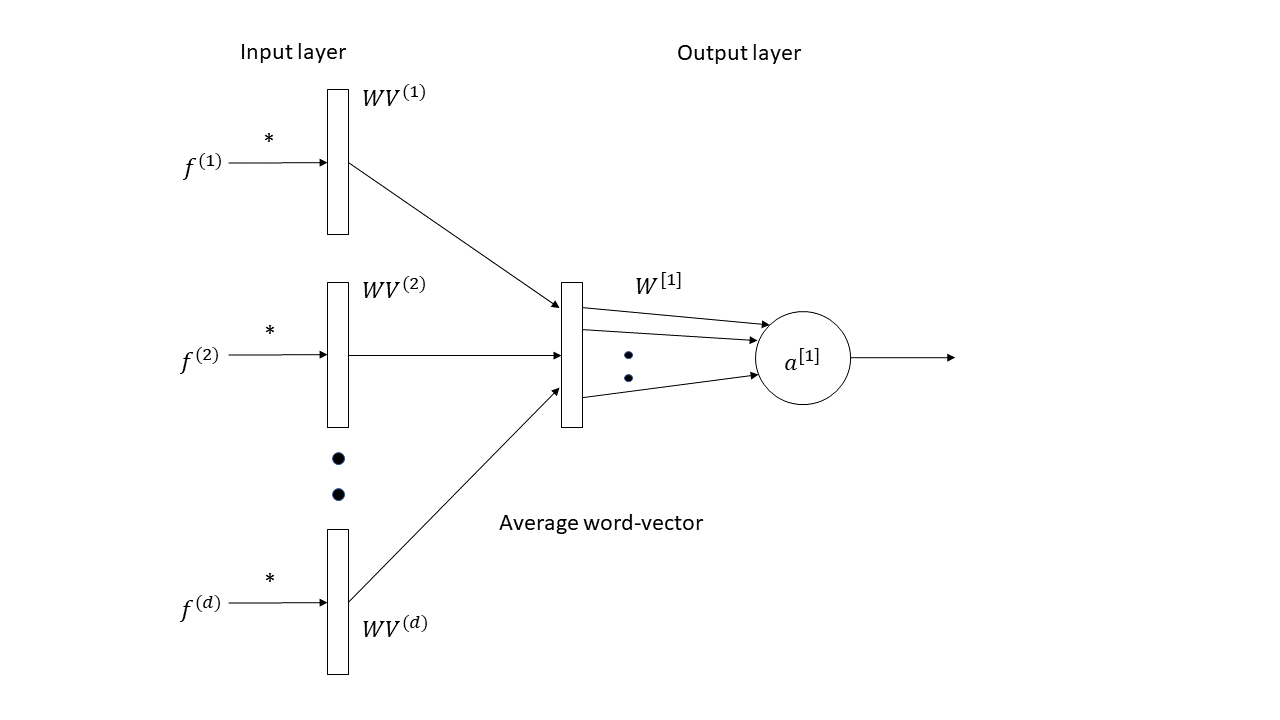 Input layer
Output layer
WV^(1)
*
f^(1)
WV^(2)
W^[1]
*
f^(2)
a^[1]
Average word-vector
*
f^(d)
WV^(d)